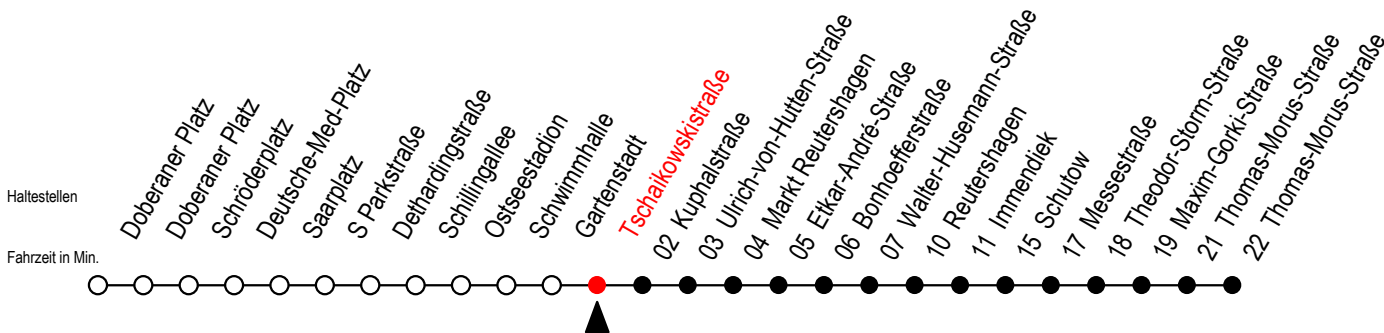 Haltestellen
Fahrzeit in Min.
Doberaner Platz
Doberaner Platz
Schröderplatz
Deutsche-Med-Platz
Saarplatz
S Parkstraße
Dethardingstraße
Schillingallee
Ostseestadion
Schwimmhalle
Gartenstadt
Tschaikowskistraße
02 Kuphalstraße
03 Ulrich-von-Hutten-Straße
04 Markt Reutershagen
05 Etkar-André-Straße
06 Bonhoefferstraße
07 Walter-Husemann-Straße
10 Reutershagen
11 Immendiek
15 Schutow
17 Messestraße
18 Theodor-Storm-Straße
19 Maxim-Gorki-Straße
21 Thomas-Morus-Straße
22 Thomas-Morus-Straße